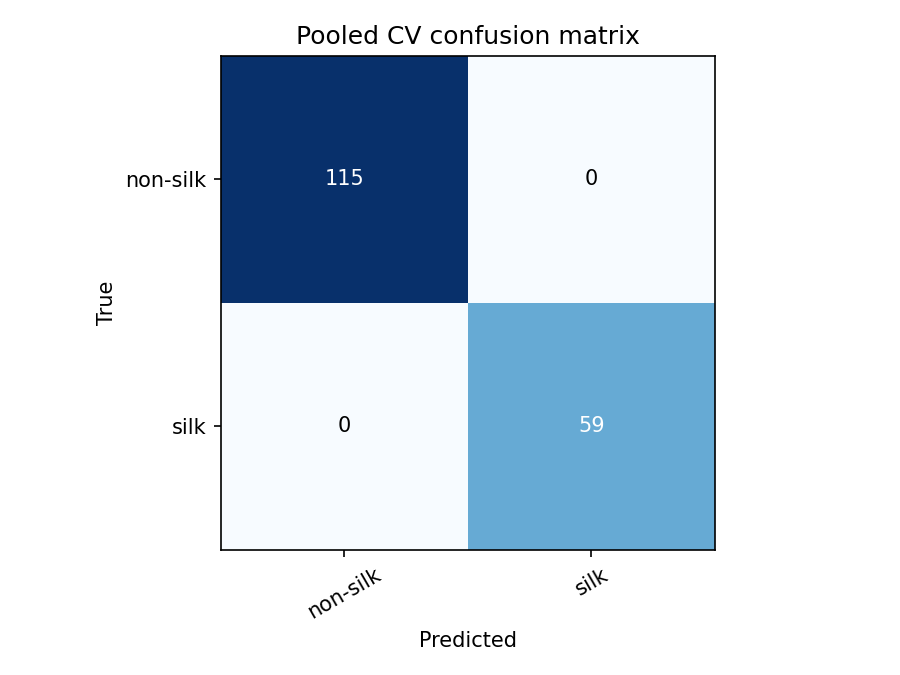 Pooled CV confusion matrix
non-silk
115
0
True
silk
0
59
non-silk
silk
Predicted